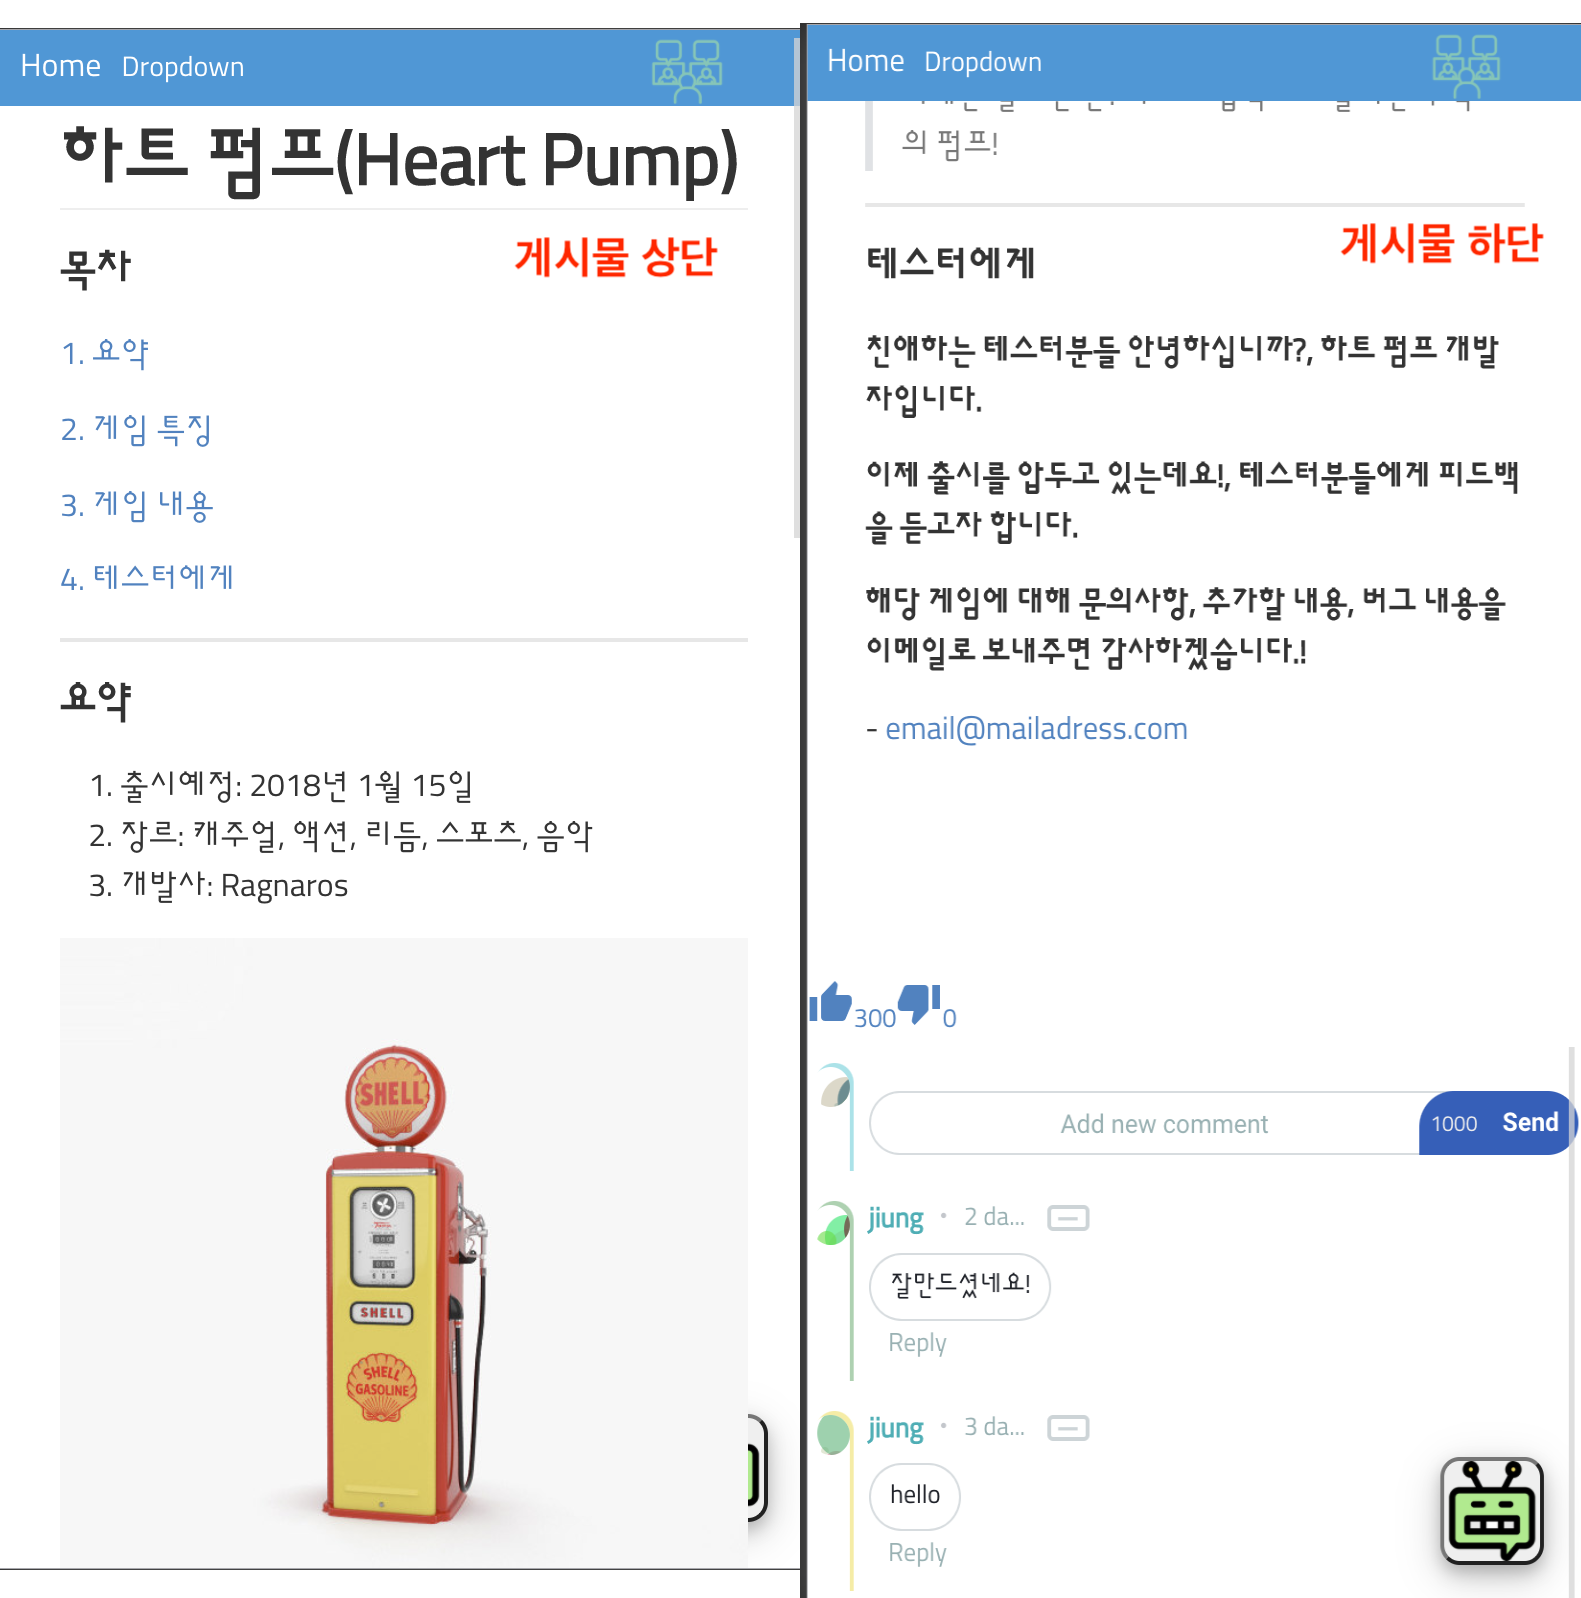 Home Dropdown
하트 펌프(Heart Pump)
게시물 상단
목차
1. 요약
2. 게임 특징
3. 게임 내용
4. 테스터에게
요약
1. 출시예정: 2018년 1월 15일
2. 장르: 캐주얼, 액션, 리듬, 스포츠, 음악
3. 개발사: Ragnaros
SHELL
SHELL
SHELL
GASOLINE
Home Dropdown
의 펌프!
게시물 하단
테스터에게
친애하는 테스터분들 안녕하십니까?, 하트 펌프 개발
자입니다.
이제 출시를 압두고 있는데요!, 테스터분들에게 피드백
을 듣고자 합니다.
해당 게임에 대해 문의사항, 추가할 내용, 버그 내용을
이메일로 보내주면 감사하겠습니다.!
- email@mailadress.com
300 0
Add new comment 1000 Send
jiung • 2 da...
잘만드셨네요!
Reply
jiung • 3 da...
hello
Reply